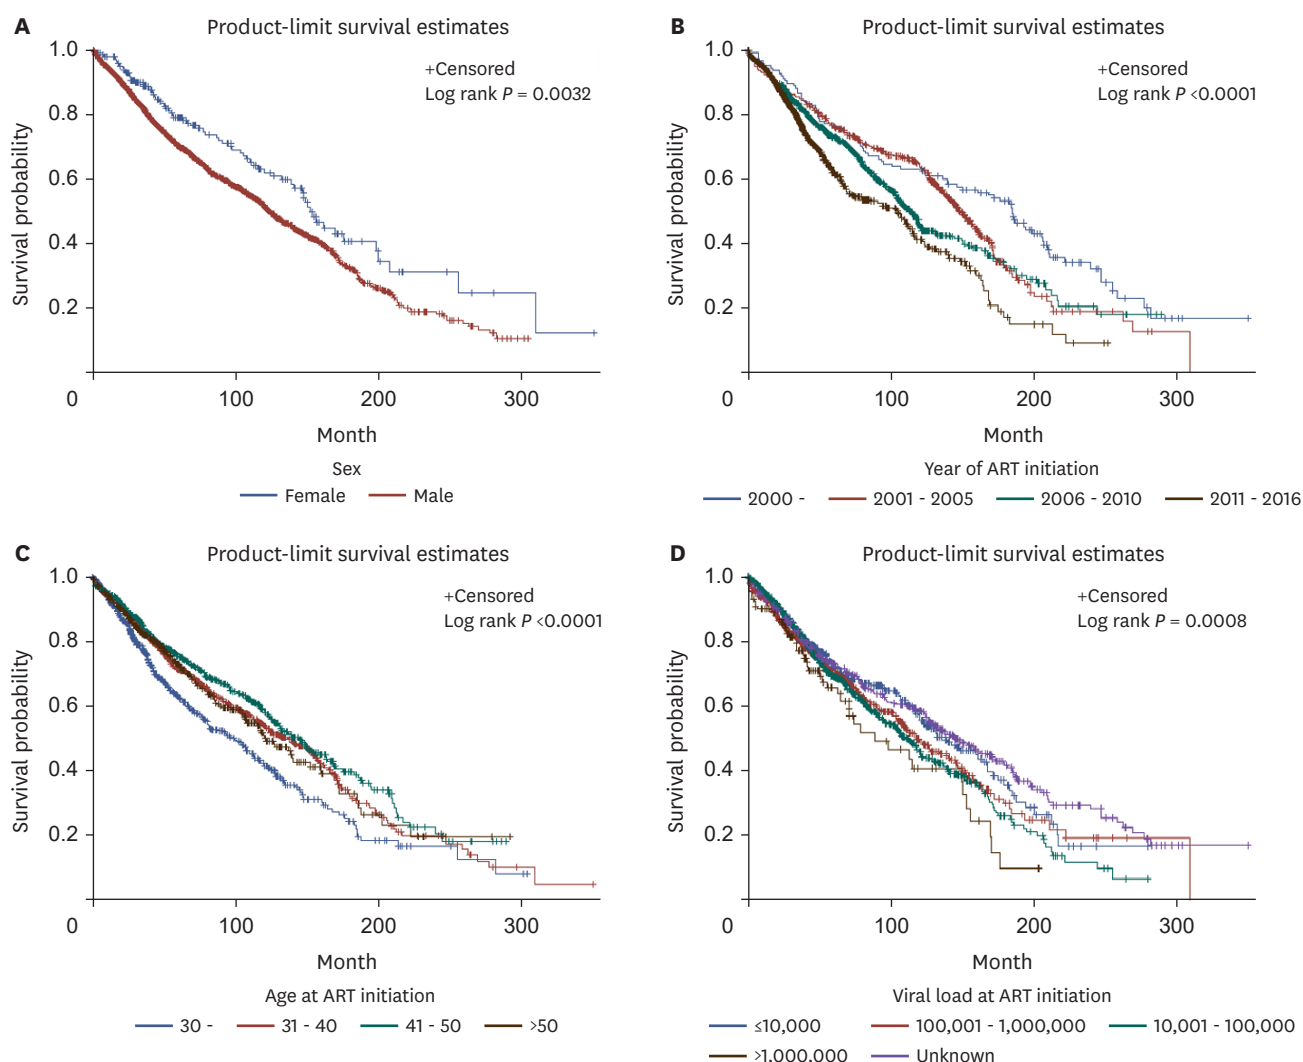 A
Product-limit survival estimates
+Censored
Log rank P = 0.0032
Survival probability
1.0
0.8
0.6
0.4
0.2
0
100
200
300
Month
Sex
Female
Male
B
Product-limit survival estimates
+Censored
Log rank P <0.0001
Survival probability
1.0
0.8
0.6
0.4
0.2
0
100
200
300
Month
Year of ART initiation
2000 -
2001 - 2005
2006 - 2010
2011 - 2016
C
Product-limit survival estimates
+Censored
Log rank P <0.0001
Survival probability
1.0
0.8
0.6
0.4
0.2
0
100
200
300
Month
Age at ART initiation
30 -
31 - 40
41 - 50
>50
D
Product-limit survival estimates
+Censored
Log rank P = 0.0008
Survival probability
1.0
0.8
0.6
0.4
0.2
0
100
200
300
Month
Viral load at ART initiation
≤10,000
100,001 - 1,000,000
10,001 - 100,000
>1,000,000
Unknown